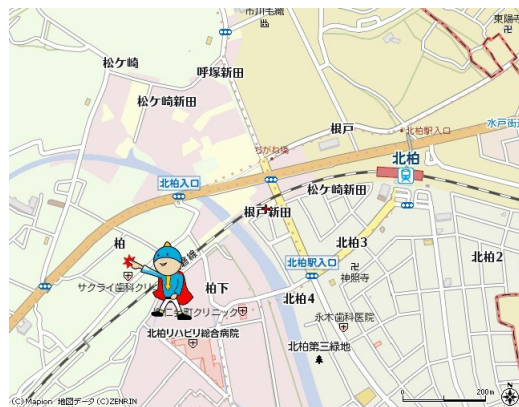 市川毛織
東陽寺
松ケ崎
呼塚新田
松ケ崎新田
根戸
北柏駅入口
水戸街道
北柏
北柏入口
松ケ崎新田
根戸新田
柏
北柏3
北柏駅入口
北柏2
サクライ歯科クリ
神照寺
柏下
北柏4
町クリニック
永木歯科医院
北柏リハビリ総合病院
北柏第三緑地
200m
(C)Mapion 地図データ (C)ZENRIN